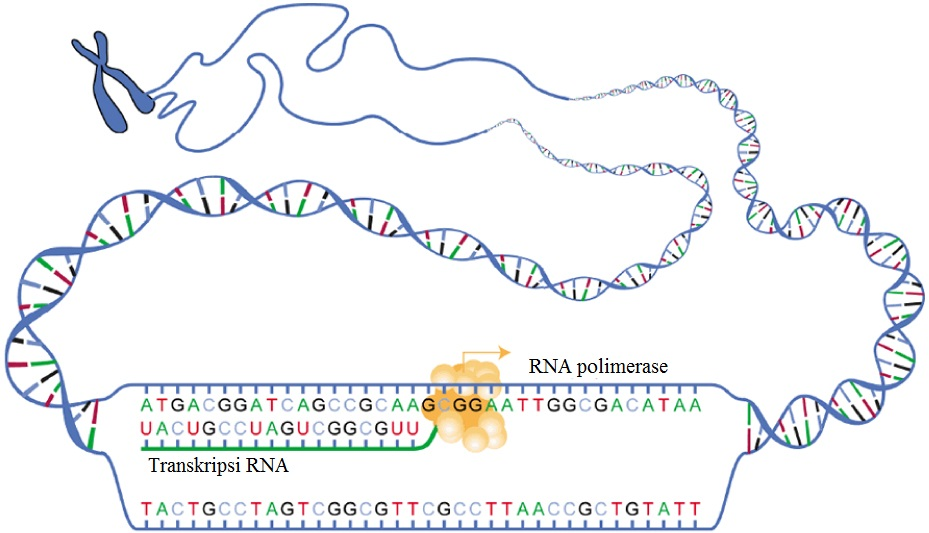 RNA polimerase
ATGACGGATCAGCCGCAAGCGGAATTGGCGACATAA
UACUGCCUAGUCGGCGUU
Transkripsi RNA
TACTGCCTAGTCGGCGTTCGCCTTAACCGCTGTATT